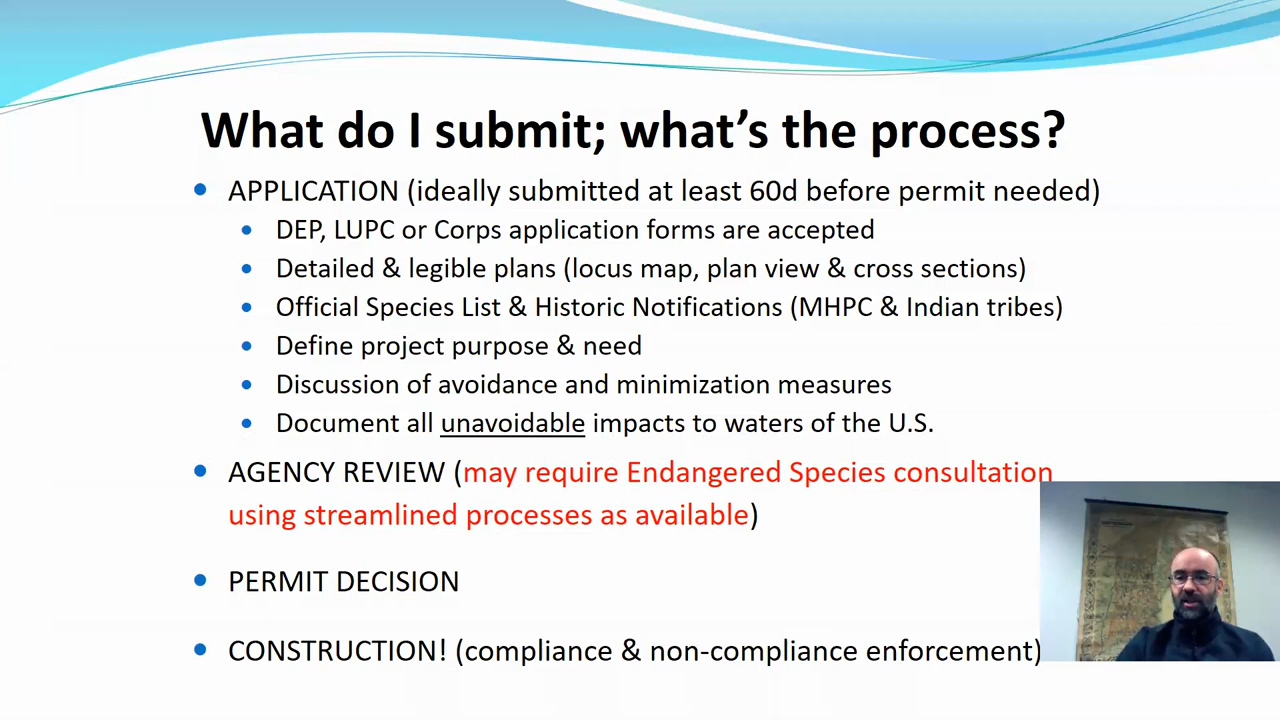 What do I submit; what's the process?
APPLICATION (ideally submitted at least 60d before permit needed)
DEP, LUPC or Corps application forms are accepted
Detailed & legible plans (locus map, plan view & cross sections)
Official Species List & Historic Notifications (MHPC & Indian tribes)
Define project purpose & need
Discussion of avoidance and minimization measures
Document all unavoidable impacts to waters of the U.S.
AGENCY REVIEW (may require Endangered Species consultation
using streamlined processes as available)
PERMIT DECISION
CONSTRUCTION! (compliance & non-compliance enforcement)